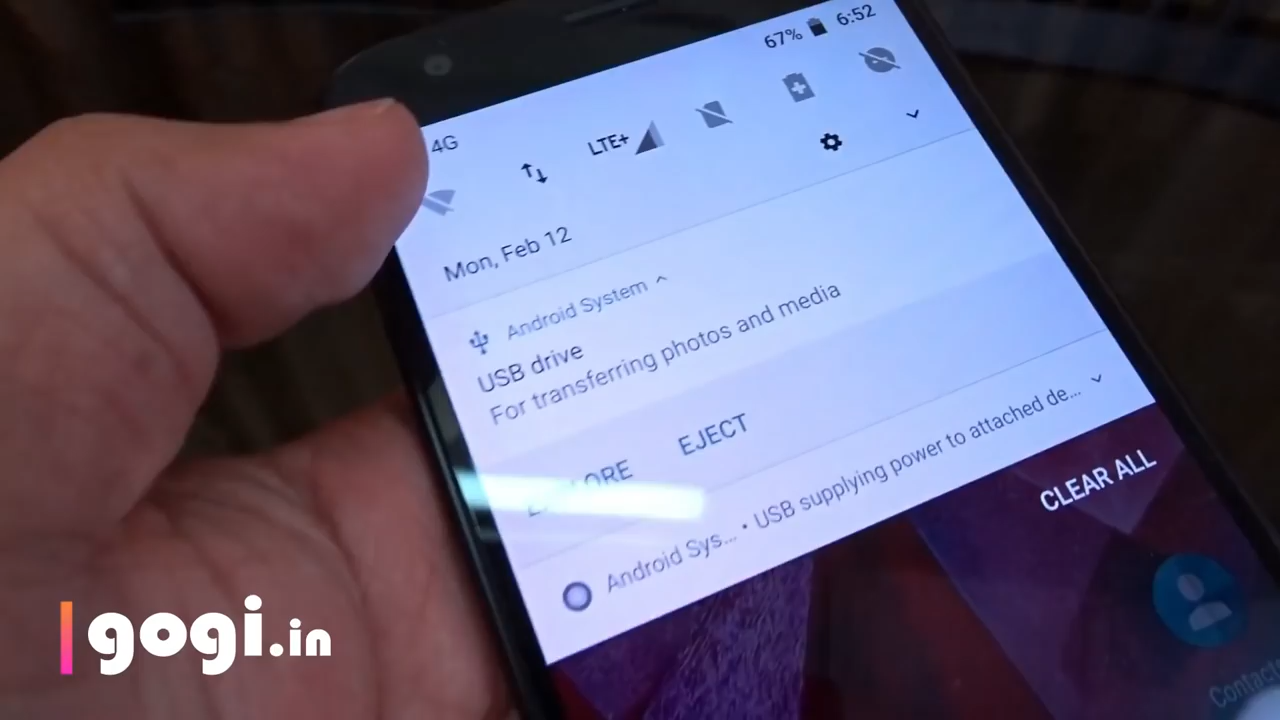 67% 6:52
4G
LTE+
Mon, Feb 12
Android System
USB drive
For transferring photos and media
EJECT
Android Sys... • USB supplying power to attached de...
CLEAR ALL
gogi.in